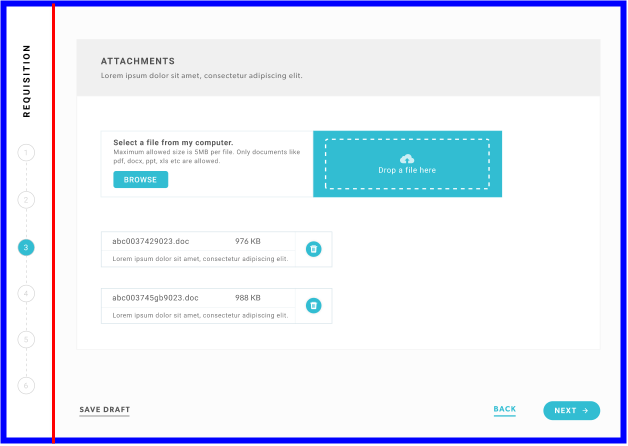 REQUISITION
1
2
3
4
5
6
ATTACHMENTS
Lorem ipsum dolor sit amet, consectetur adipiscing elit.
Select a file from my computer.
Maximum allowed size is 5MB per file. Only documents like
pdf, docx, ppt, xls etc are allowed.
BROWSE
Drop a file here
abc0037429023.doc 976 KB
Lorem ipsum dolor sit amet, consectetur adipiscing elit.
abc003745gb9023.doc 988 KB
Lorem ipsum dolor sit amet, consectetur adipiscing elit.
SAVE DRAFT
BACK
NEXT →